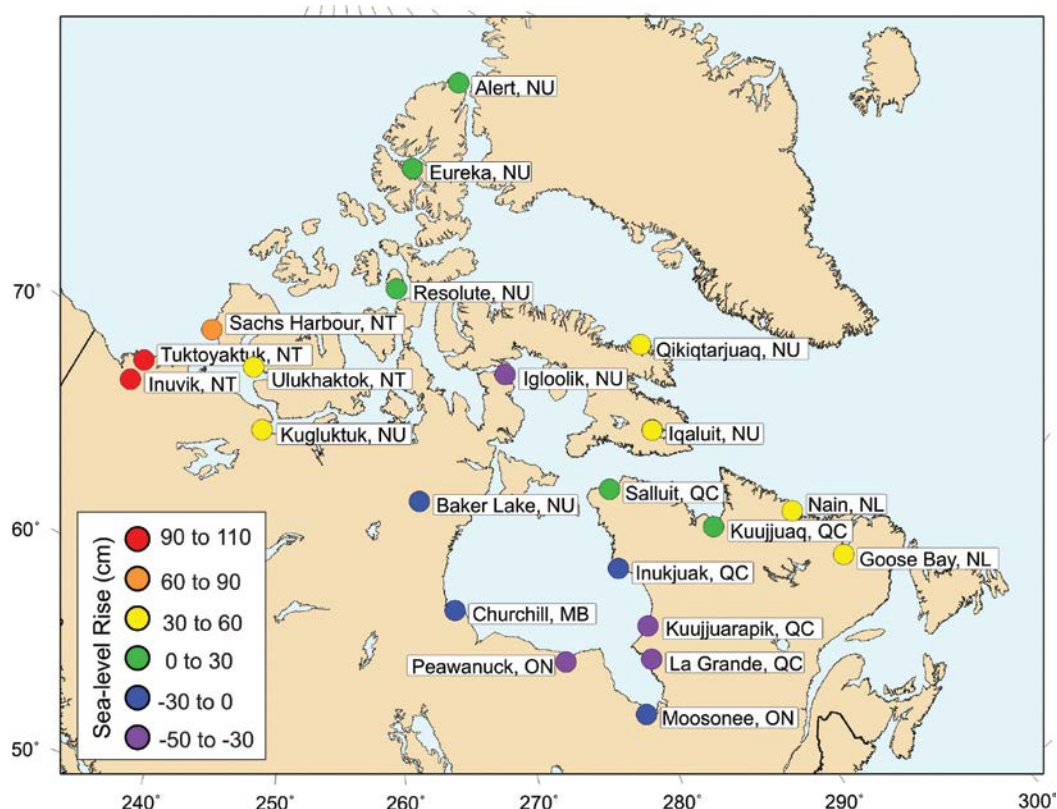 Alert, NU
Eureka, NU
70°
Resolute, NU
Sachs Harbour, NT
Tuktoyaktuk, NT
Qikiqtarjuaq, NU
Inuvik, NT
Ulukhaktok, NT
Igloolik, NU
Kugluktuk, NU
Iqaluit, NU
Salluit, QC
Baker Lake, NU
Nain, NL
60°
Kuujjuaq, QC
Goose Bay, NL
Inukjuak, QC
Churchill, MB
Kuujjuarapik, QC
Peawanuck, ON
La Grande, QC
Moosonee, ON
50°
Sea-level Rise (cm)
90 to 110
60 to 90
30 to 60
0 to 30
-30 to 0
-50 to -30
240° 250° 260° 270° 280° 290° 300°